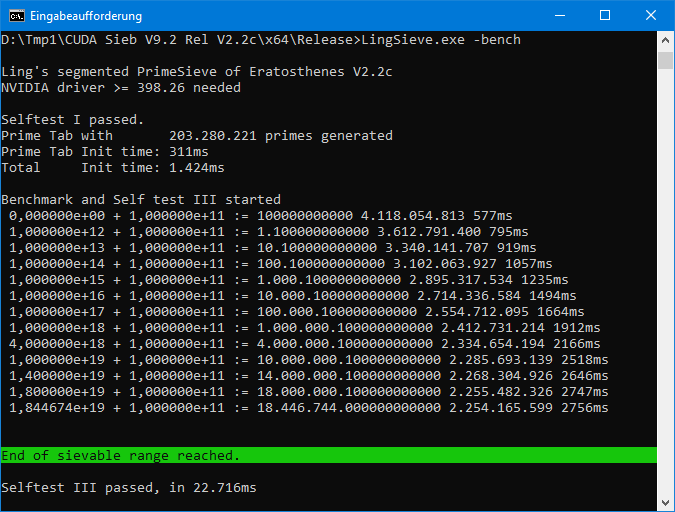 Eingabeaufforderung
D:\Tmp1\CUDA Sieb V9.2 Rel V2.2c\x64\Release>LingSieve.exe -bench
Ling's segmented PrimeSieve of Eratosthenes V2.2c
NVIDIA driver >= 398.26 needed
Selftest I passed.
Prime Tab with       203.280.221 primes generated
Prime Tab Init time: 311ms
Total     Init time: 1.424ms
Benchmark and Self test III started
0,000000e+00 + 1,000000e+11 := 100000000000 4.118.054.813 577ms
1,000000e+12 + 1,000000e+11 := 1.100000000000 3.612.791.400 795ms
1,000000e+13 + 1,000000e+11 := 10.100000000000 3.340.141.707 919ms
1,000000e+14 + 1,000000e+11 := 100.100000000000 3.102.063.927 1057ms
1,000000e+15 + 1,000000e+11 := 1.000.100000000000 2.895.317.534 1235ms
1,000000e+16 + 1,000000e+11 := 10.000.100000000000 2.714.336.584 1494ms
1,000000e+17 + 1,000000e+11 := 100.000.100000000000 2.554.712.095 1664ms
1,000000e+18 + 1,000000e+11 := 1.000.000.100000000000 2.412.731.214 1912ms
4,000000e+18 + 1,000000e+11 := 4.000.000.100000000000 2.334.654.194 2166ms
1,000000e+19 + 1,000000e+11 := 10.000.000.100000000000 2.285.693.139 2518ms
1,400000e+19 + 1,000000e+11 := 14.000.000.100000000000 2.268.304.926 2646ms
1,800000e+19 + 1,000000e+11 := 18.000.000.100000000000 2.255.482.326 2747ms
1,844674e+19 + 1,000000e+11 := 18.446.744.000000000000 2.254.165.599 2756ms
End of sievable range reached.
Selftest III passed, in 22.716ms